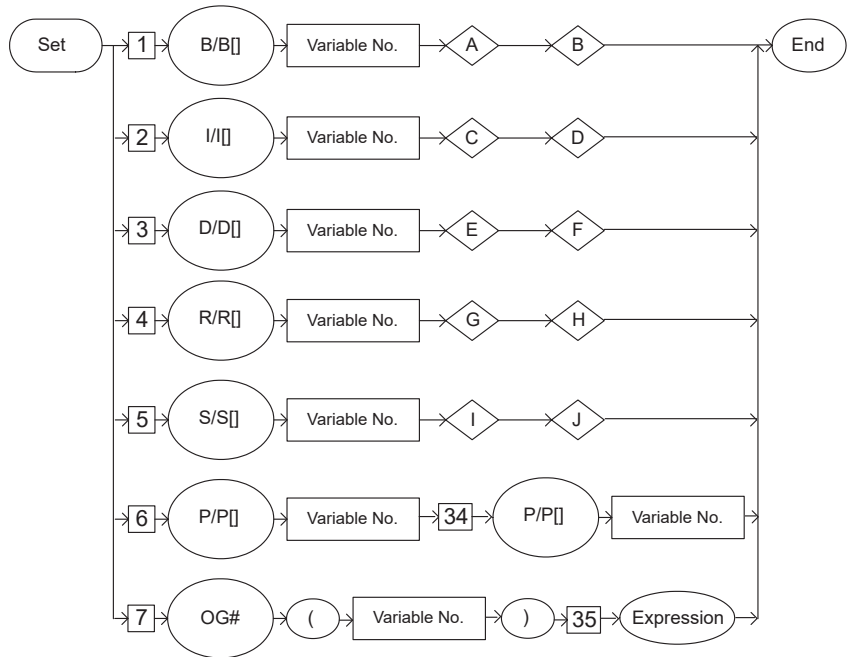 Set 1 B/B[] Variable No. A B End
2 I/I[] Variable No. C D
3 D/D[] Variable No. E F
4 R/R[] Variable No. G H
5 S/S[] Variable No. I J
6 P/P[] Variable No. 34 P/P[] Variable No.
7 OG# ( Variable No. ) 35 Expression